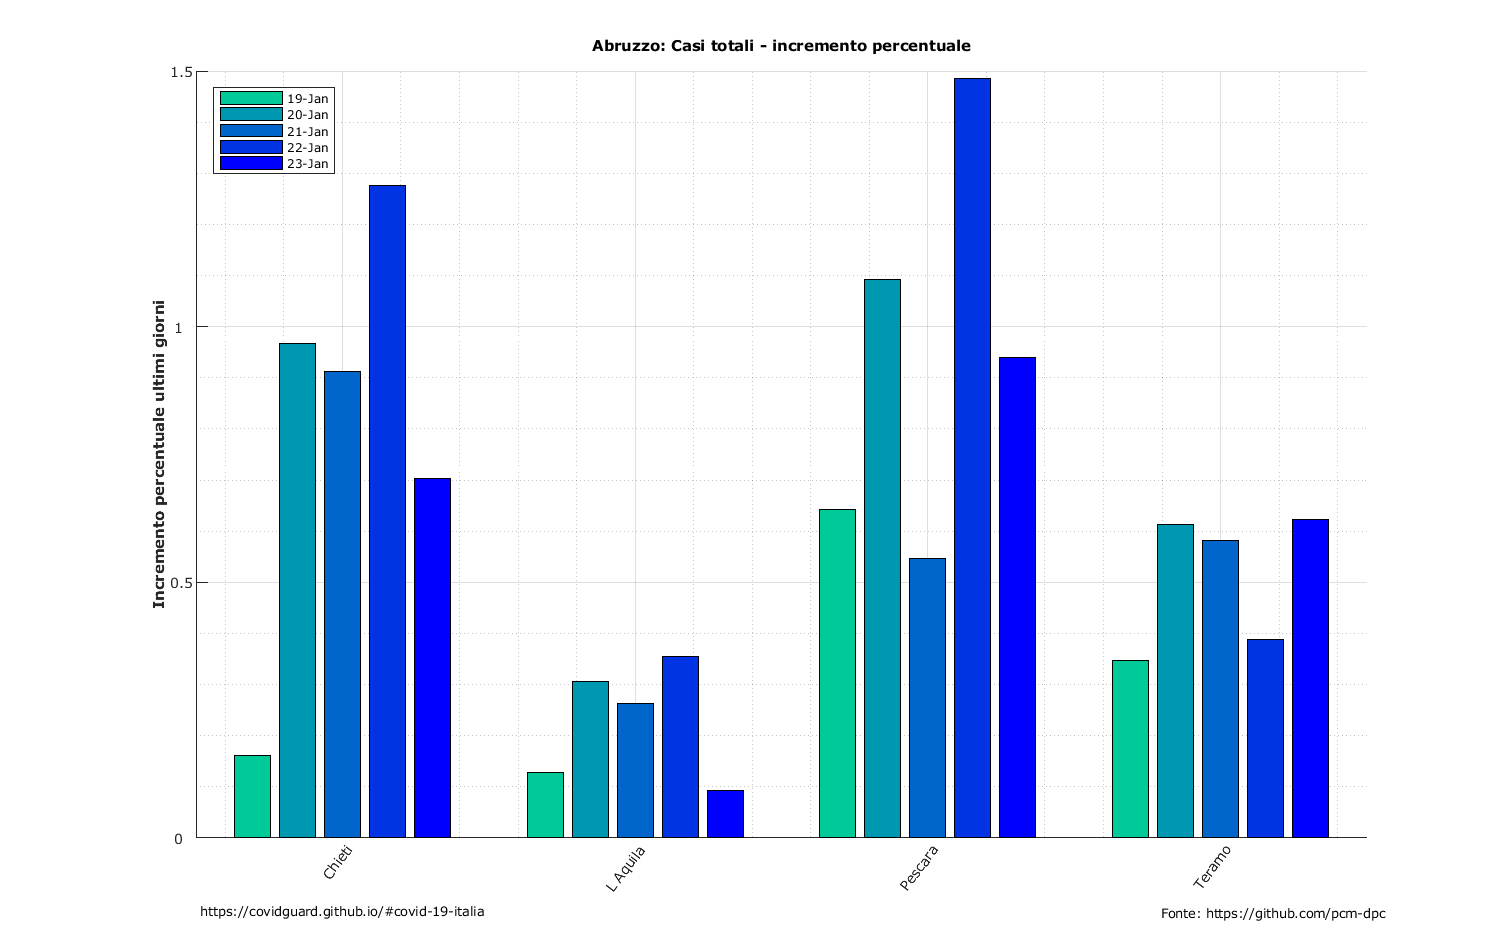 Abruzzo: Casi totali - incremento percentuale
1.5
19-Jan
20-Jan
21-Jan
22-Jan
23-Jan
1
Incremento percentuale ultimi giorni
0.5
0
Chieti
L Aquila
Pescara
Teramo
https://covidguard.github.io/#covid-19-italia
Fonte: https://github.com/pcm-dpc